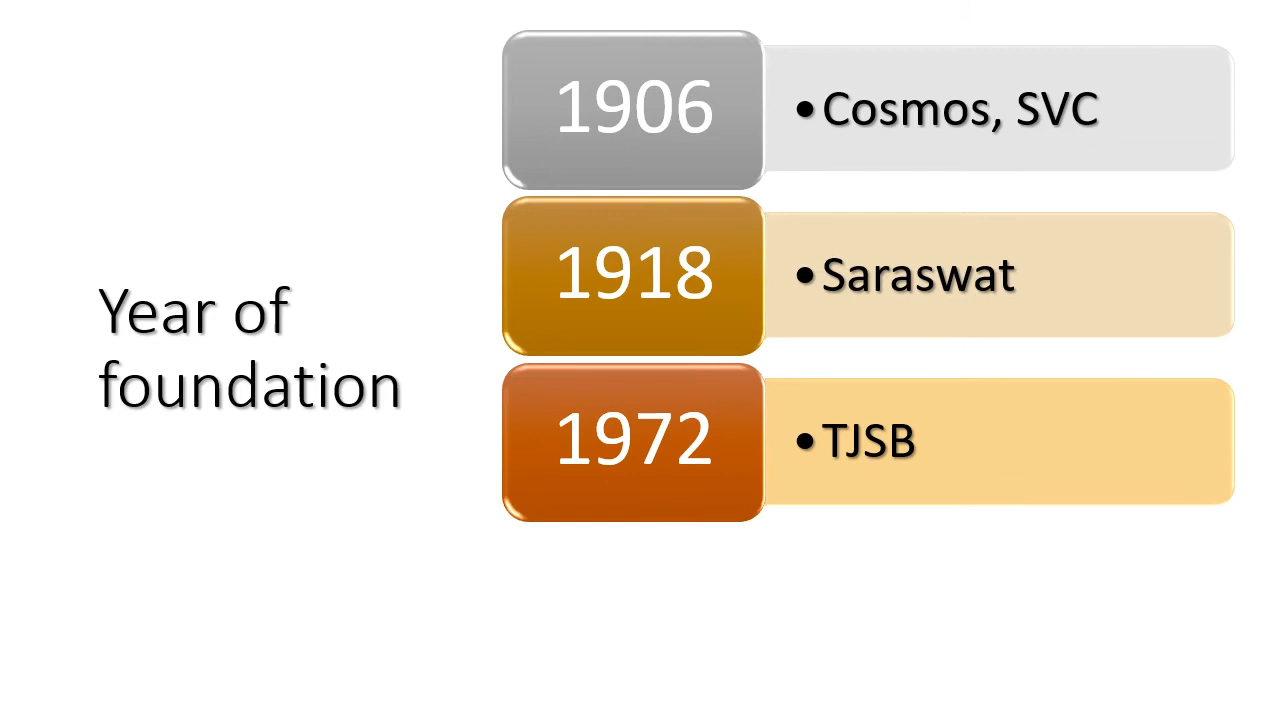 Year of
foundation
1906
•Cosmos, SVC
1918
•Saraswat
1972
•TJSB